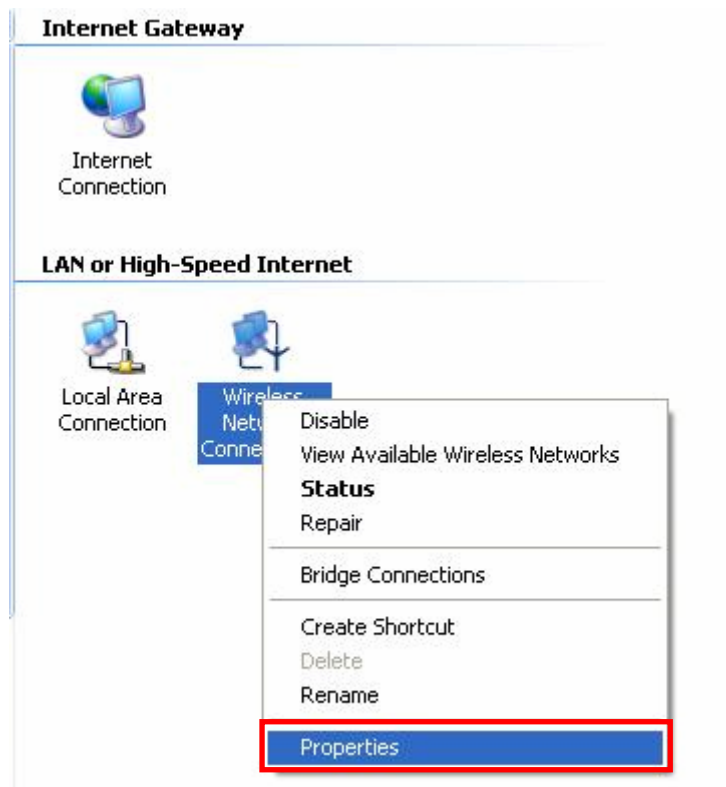 Internet Gateway
Internet
Connection
LAN or High-Speed Internet
Local Area
Connection
Wireless
Disable
View Available Wireless Networks
Status
Repair
Bridge Connections
Create Shortcut
Delete
Rename
Properties